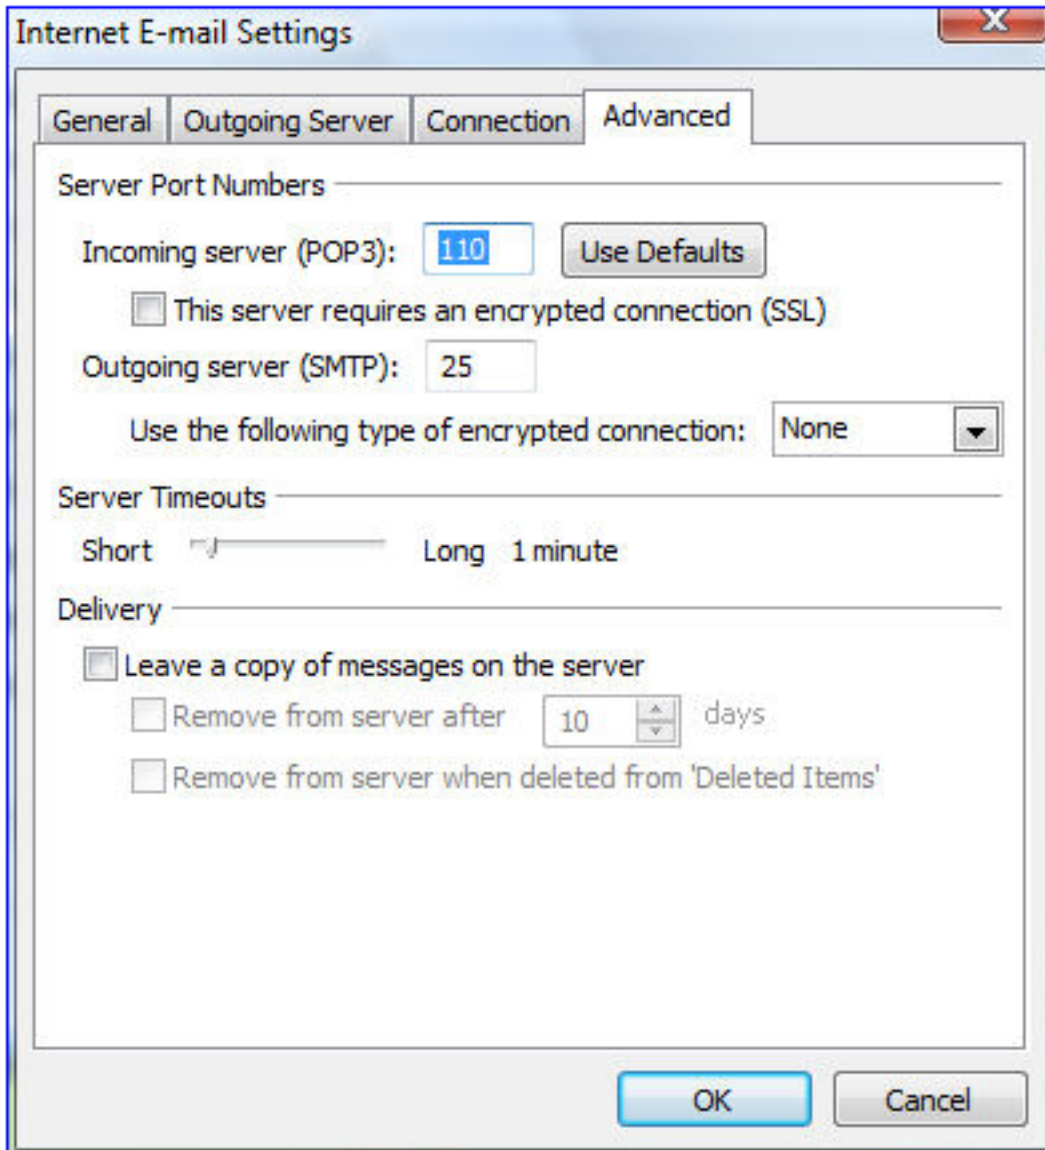 Internet E-mail Settings
X
General Outgoing Server Connection Advanced
Server Port Numbers
Incoming server (POP3): 110 Use Defaults
This server requires an encrypted connection (SSL)
Outgoing server (SMTP): 25
Use the following type of encrypted connection: None
Server Timeouts
Short Long 1 minute
Delivery
Leave a copy of messages on the server
Remove from server after 10 days
Remove from server when deleted from 'Deleted Items'
OK Cancel